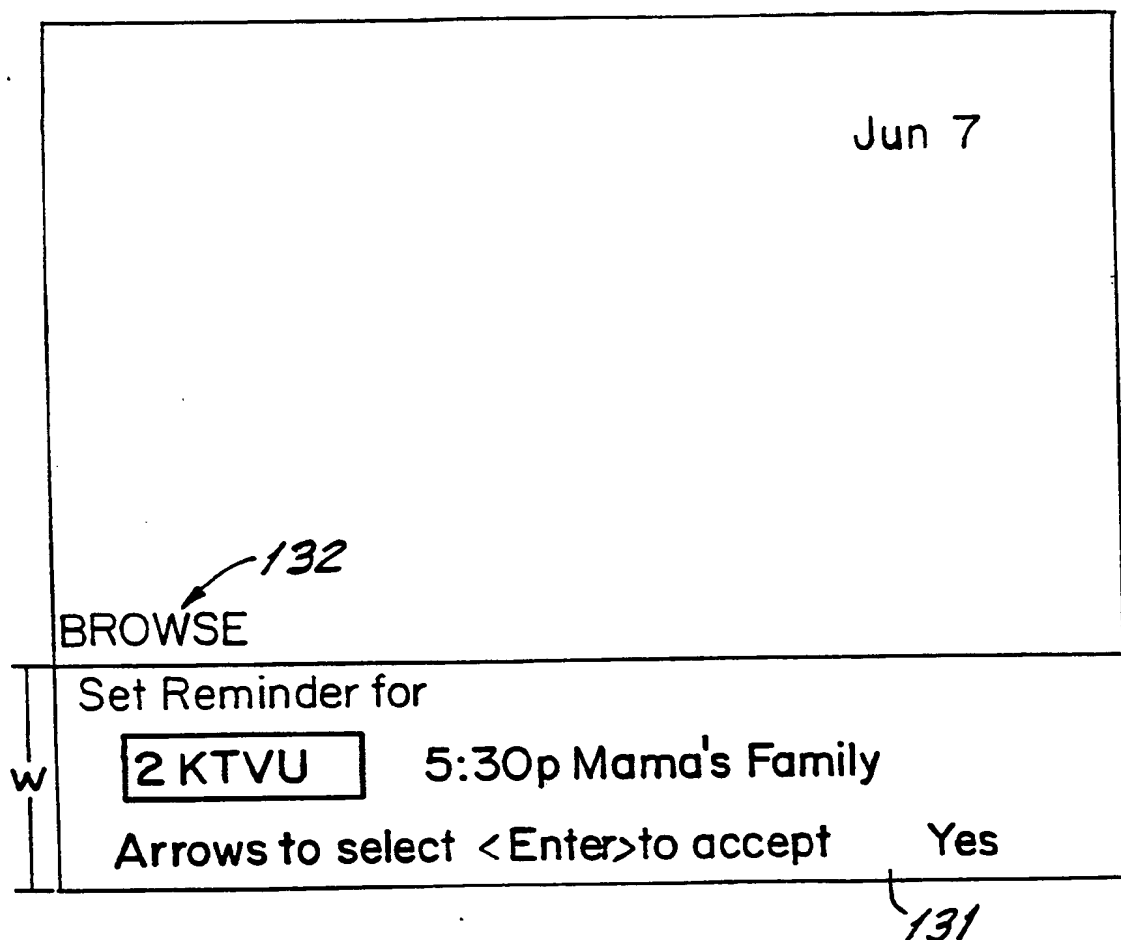 Jun 7
132
BROWSE
Set Reminder for
W
2 KTVU 5:30p Mama's Family
Arrows to select <Enter>to accept Yes
131